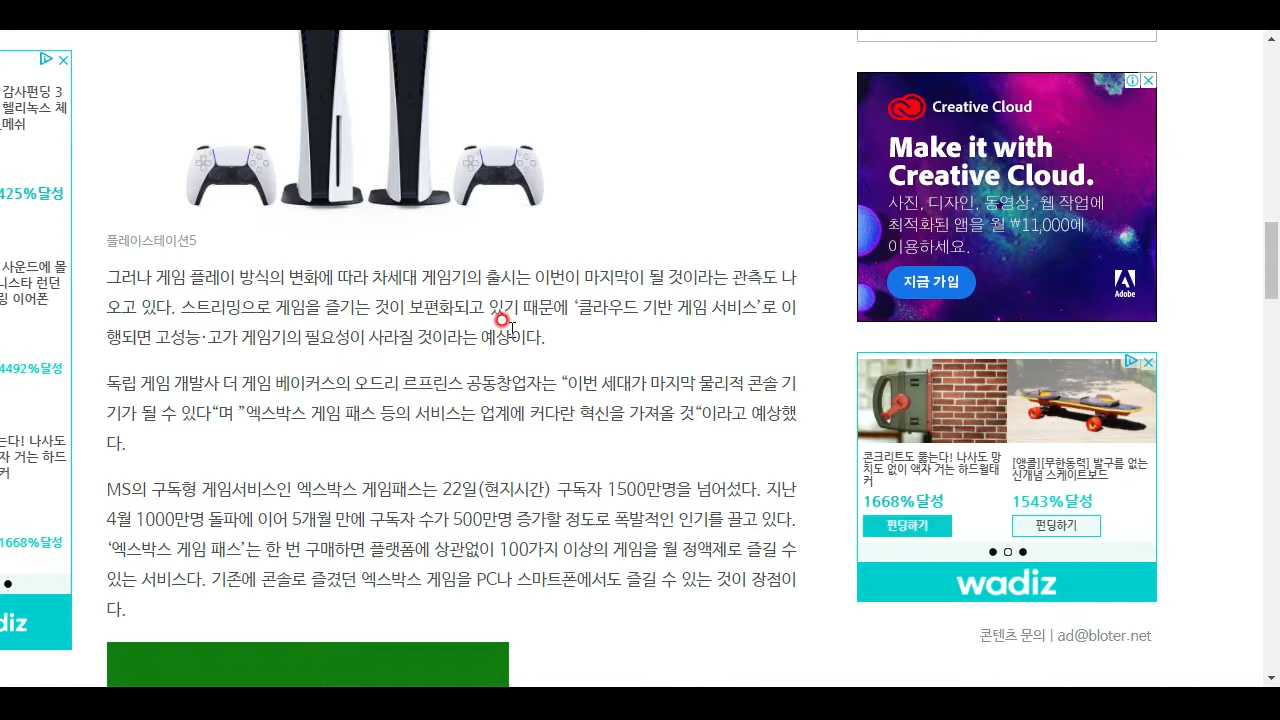 감사펀딩 3
헬리녹스 체
메쉬
425%달성
사운드에 몰
니스타 런던
링 이어폰
4492%달성
는다! 나사도
자 거는 하드
커
1668%달성
diz
플레이스테이션5
그러나 게임 플레이 방식의 변화에 따라 차세대 게임기의 출시는 이번이 마지막이 될 것이라는 관측도 나
오고 있다. 스트리밍으로 게임을 즐기는 것이 보편화되고 있기 때문에 ‘클라우드 기반 게임 서비스’로 이
행되면 고성능·고가 게임기의 필요성이 사라질 것이라는 예상이다.
독립 게임 개발사 더 게임 베이커스의 오드리 르프린스 공동창업자는 “이번 세대가 마지막 물리적 콘솔 기
기가 될 수 있다“며 ”엑스박스 게임 패스 등의 서비스는 업계에 커다란 혁신을 가져올 것“이라고 예상했
다.
MS의 구독형 게임서비스인 엑스박스 게임패스는 22일(현지시간) 구독자 1500만명을 넘어섰다. 지난
4월 1000만명 돌파에 이어 5개월 만에 구독자 수가 500만명 증가할 정도로 폭발적인 인기를 끌고 있다.
‘엑스박스 게임 패스’는 한 번 구매하면 플랫폼에 상관없이 100가지 이상의 게임을 월 정액제로 즐길 수
있는 서비스다. 기존에 콘솔로 즐겼던 엑스박스 게임을 PC나 스마트폰에서도 즐길 수 있는 것이 장점이
다.
Creative Cloud
Make it with
Creative Cloud.
사진, 디자인, 동영상, 웹 작업에
최적화된 앱을 월 ₩11,000에
이용하세요.
지금 가입
Adobe
콘크리트도 뚫는다! 나사도 망
치도 없이 액자 거는 하드월태
커
1668%달성
펀딩하기
[앵콜][무한동력] 발구름 없는
신개념 스케이트보드
1543%달성
펀딩하기
wadiz
콘텐츠 문의 | ad@bloter.net